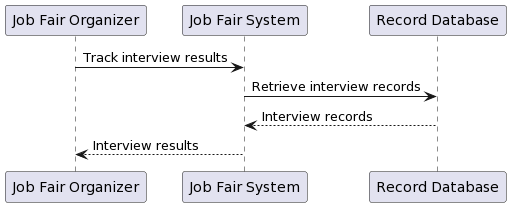 Job Fair Organizer
Job Fair System
Record Database
Track interview results
Retrieve interview records
Interview records
Interview results
Job Fair Organizer
Job Fair System
Record Database